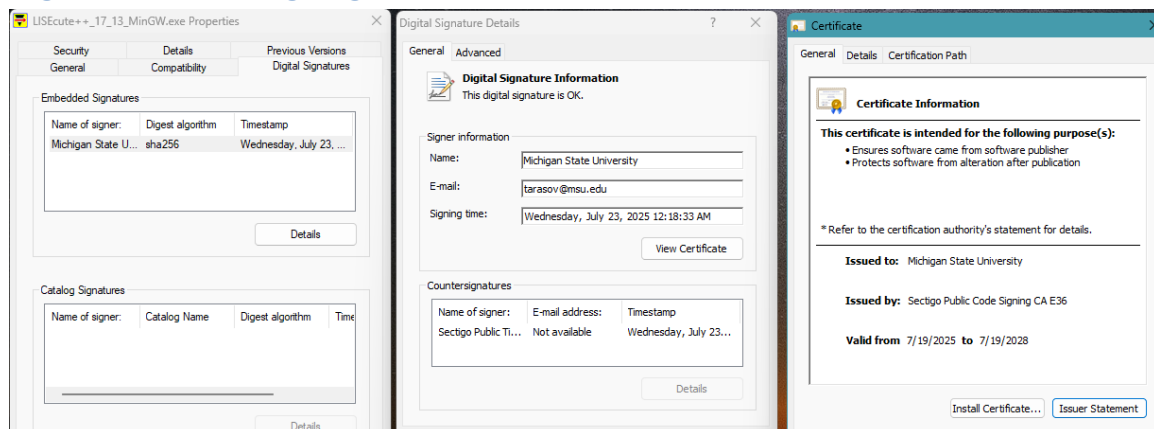 LISEcute++_17_13_MinGW.exe Properties
Security Details Previous Versions
General Compatibility Digital Signatures
Embedded Signatures
Name of signer: Digest algorithm Timestamp
Michigan State U... sha256 Wednesday, July 23, ...
Details
Catalog Signatures
Name of signer: Catalog Name Digest algorithm Time
Details
Digital Signature Details
General Advanced
Digital Signature Information
This digital signature is OK.
Signer information
Name: Michigan State University
E-mail: tarasov@msu.edu
Signing time: Wednesday, July 23, 2025 12:18:33 AM
View Certificate
Countersignatures
Name of signer: E-mail address: Timestamp
Sectigo Public Ti... Not available Wednesday, July 23...
Details
Certificate
General Details Certification Path
Certificate Information
This certificate is intended for the following purpose(s):
• Ensures software came from software publisher
• Protects software from alteration after publication
* Refer to the certification authority's statement for details.
Issued to: Michigan State University
Issued by: Sectigo Public Code Signing CA E36
Valid from 7/19/2025 to 7/19/2028
Install Certificate... Issuer Statement